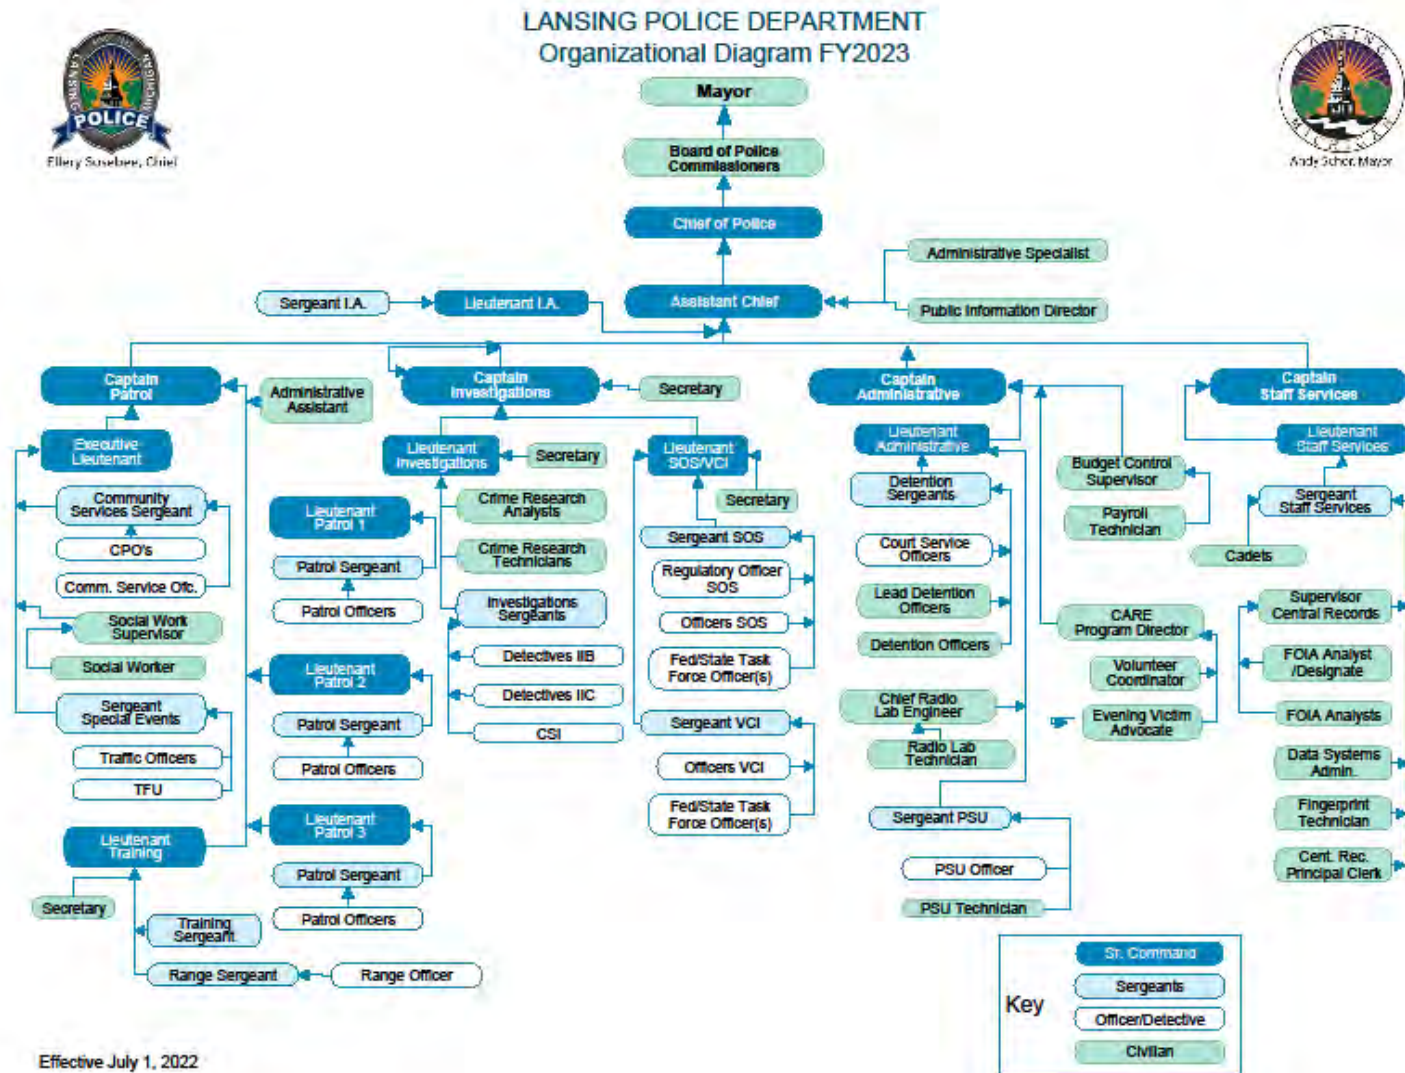 LANSING POLICE DEPARTMENT
Organizational Diagram FY2023
LANSING
MICHIGAN
POLICE
Ellery Sosebee, Chief
LANSING
MICHIGAN
Andy Schor, Mayor
Mayor
Board of Police
Commissioners
Chief of Police
Administrative Specialist
Sergeant I.A.
Lieutenant I.A.
Assistant Chief
Public Information Director
Captain
Patrol
Administrative
Assistant
Captain
Investigations
Secretary
Captain
Administrative
Captain
Staff Services
Executive
Lieutenant
Community
Services Sergeant
CPO's
Comm. Service Ofc.
Social Work
Supervisor
Social Worker
Sergeant
Special Events
Traffic Officers
TFU
Lieutenant
Training
Secretary
Training
Sergeant
Range Sergeant
Range Officer
Lieutenant
Patrol 1
Patrol Sergeant
Patrol Officers
Lieutenant
Patrol 2
Patrol Sergeant
Patrol Officers
Lieutenant
Patrol 3
Patrol Sergeant
Patrol Officers
Lieutenant
Investigations
Secretary
Crime Research
Analysts
Crime Research
Technicians
Investigations
Sergeants
Detectives IIB
Detectives IIC
CSI
Lieutenant
SOS/VCI
Secretary
Sergeant SOS
Regulatory Officer
SOS
Officers SOS
Fed/State Task
Force Officer(s)
Sergeant VCI
Officers VCI
Fed/State Task
Force Officer(s)
Lieutenant
Administrative
Detention
Sergeants
Court Service
Officers
Lead Detention
Officers
Detention Officers
Chief Radio
Lab Engineer
Radio Lab
Technician
Sergeant PSU
PSU Officer
PSU Technician
Budget Control
Supervisor
Payroll
Technician
CARE
Program Director
Volunteer
Coordinator
Evening Victim
Advocate
Lieutenant
Staff Services
Sergeant
Staff Services
Cadets
Supervisor
Central Records
FOIA Analyst
/Designate
FOIA Analysts
Data Systems
Admin.
Fingerprint
Technician
Cent. Rec.
Principal Clerk
Key
Sr. Command
Sergeants
Officer/Detective
Civilian
Effective July 1, 2022